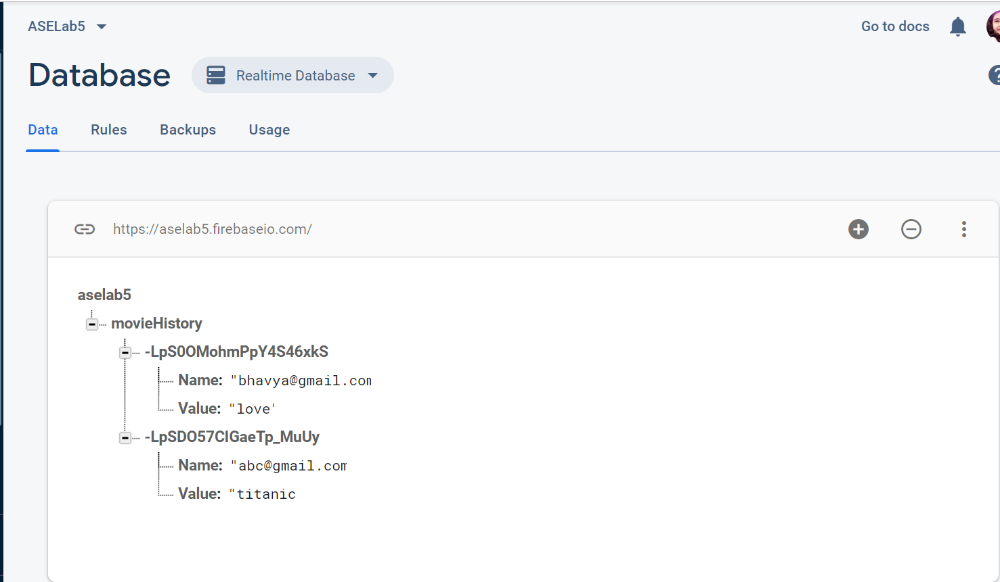 ASELab5 Go to docs
Database Realtime Database
Data Rules Backups Usage
https://aselab5.firebaseio.com/
aselab5
movieHistory
-LpS0OMohmPpY4S46xkS
Name: "bhavya@gmail.com
Value: "love'
-LpSDO57CIGaeTp_MuUy
Name: "abc@gmail.com
Value: "titanic